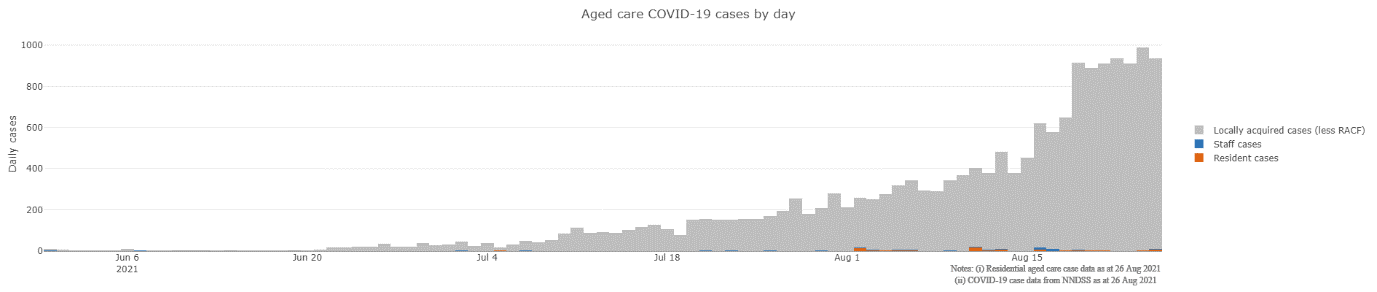 Aged care COVID-19 cases by day
Daily cases
1000
800
600
400
200
0
Jun 6
2021
Jun 20
Jul 4
Jul 18
Aug 1
Aug 15
Locally acquired cases (less RACF)
Staff cases
Resident cases
Notes: (i) Residential aged care case data as at 26 Aug 2021
(ii) COVID-19 case data from NNDSS as at 26 Aug 2021